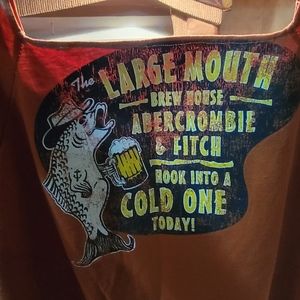 The LARGE MOUTH
BREW HOUSE
ABERCROMBIE
& FITCH
HOOK INTO A
COLD ONE
TODAY!